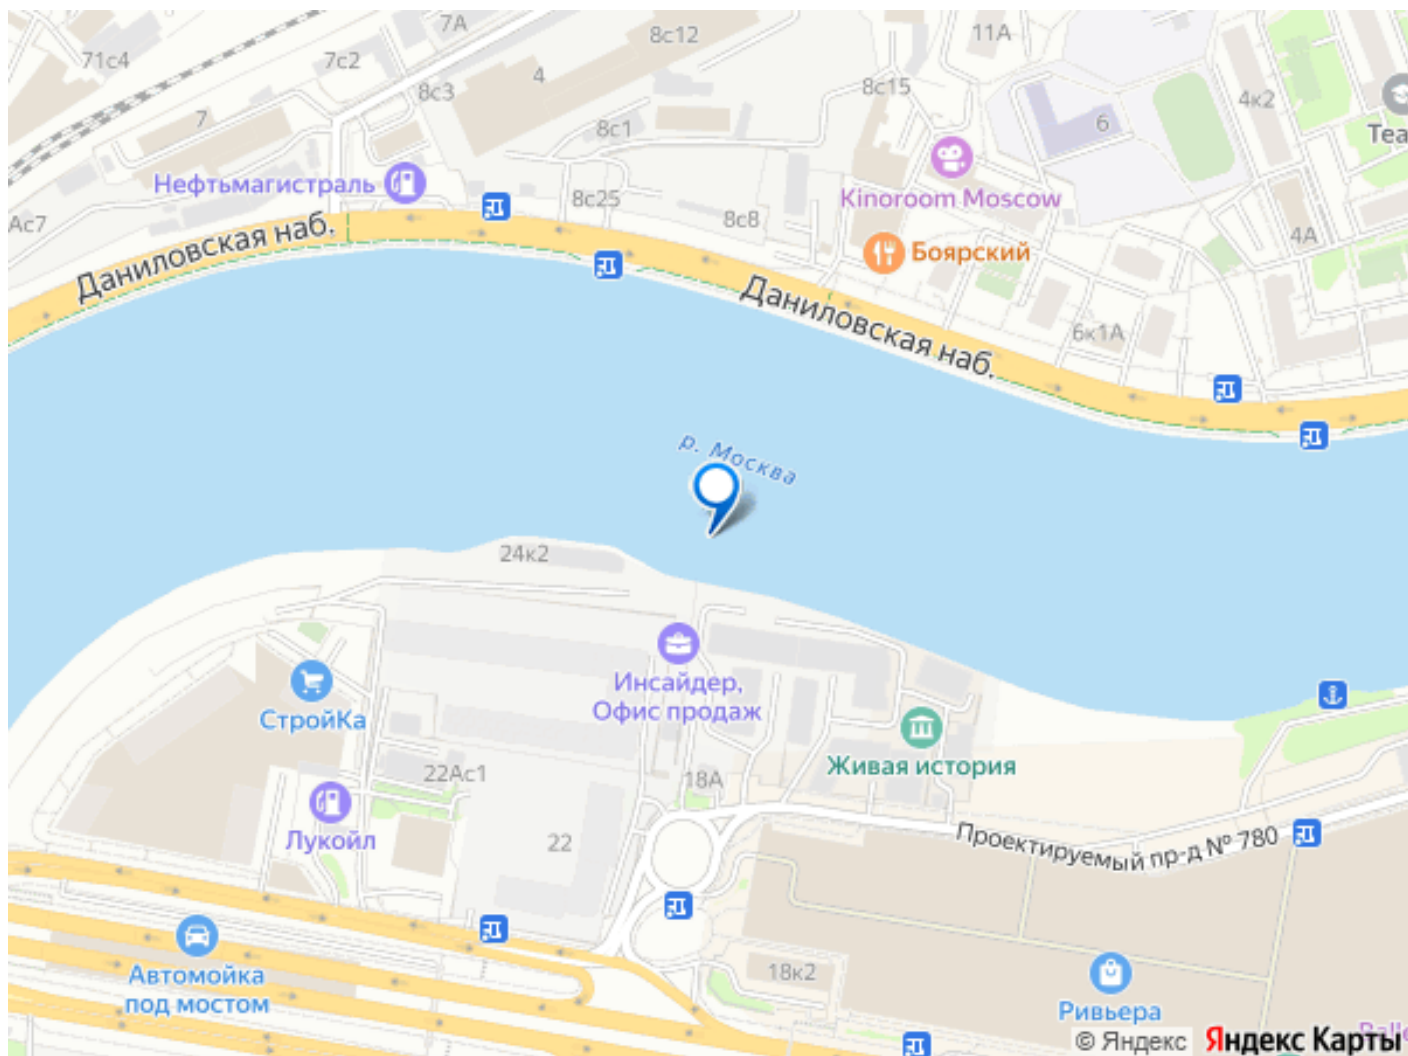 7А
8с12
11А
71с4
7с2
4
8с3
8с15
4к2
7
8с1
6
Теа
Нефтьмагистраль
Kinoroom Moscow
8с25
8с8
Ас7
4А
Даниловская наб.
Боярский
Даниловская наб.
6к1А
р. Москва
24к2
Инсайдер,
Офис продаж
СтройКа
Живая история
22Ас1
18А
Лукойл
22
Проектируемый пр-д № 780
Автомойка
под мостом
18к2
Ривьера
© Яндекс
Яндекс Карты